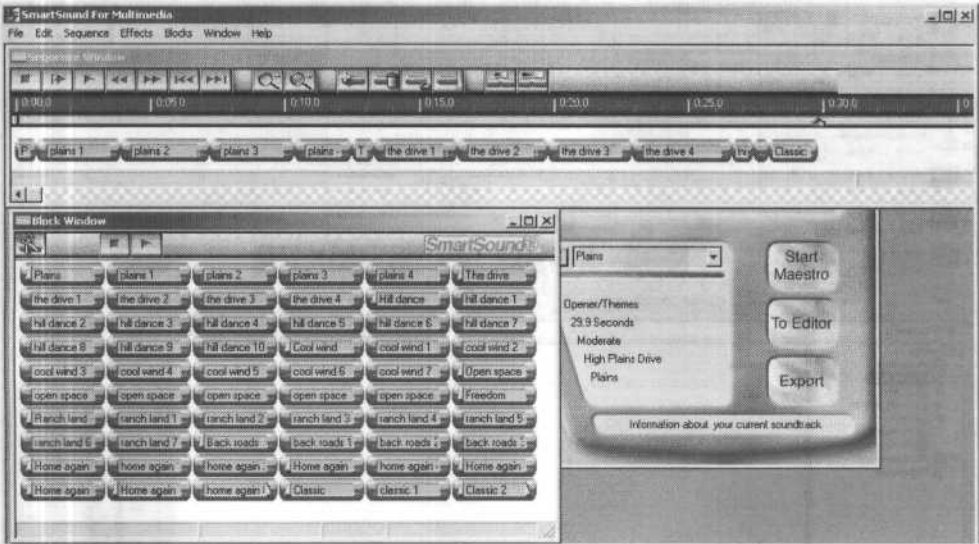 SmartSound For Multimedia
File Edit Sequence Effects Blocks Window Help
Sequence Window
0:00.0 0:05.0 0:10.0 0:15.0 0:20.0 0:25.0 0:30.0
P plains 1 plains 2 plains 3 plains T the drive 1 the drive 2 the drive 3 the drive 4 Classic
Block Window
SmartSound
Plains plains 1 plains 2 plains 3 plains 4 The drive
the drive 1 the drive 2 the drive 3 the drive 4 Hill dance hill dance 1
hill dance 2 hill dance 3 hill dance 4 hill dance 5 hill dance 6 hill dance 7
hill dance 8 hill dance 9 hill dance 10 Cool wind cool wind 1 cool wind 2
cool wind 3 cool wind 4 cool wind 5 cool wind 6 cool wind 7 Open space
open space open space open space open space open space Freedom
Ranch land ranch land 1 ranch land 2 ranch land 3 ranch land 4 ranch land 5
ranch land 6 ranch land 7 Back roads back roads 1 back roads back roads
Home again home again home again Home again home again Home again
Home again Home again home again Classic classic 1 Classic 2
Plains
Opener/Themes
29.9 Seconds
Moderate
High Plains Drive
Plains
Start Maestro
To Editor
Export
Information about your current soundtrack